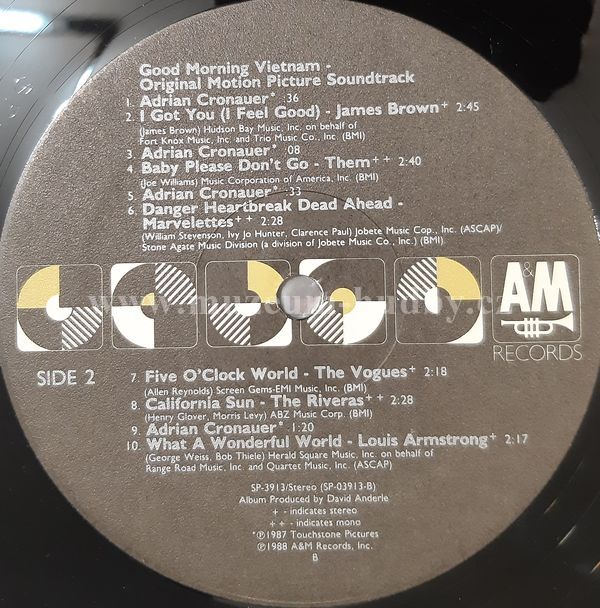 Good Morning Vietnam -
Original Motion Picture Soundtrack
1. Adrian Cronauer* :36
2. I Got You (I Feel Good) - James Brown+ 2:45
(James Brown) Hudson Bay Music, Inc. on behalf of
Fort Knox Music, Inc. and Trio Music Co., Inc. (BMI)
3. Adrian Cronauer* :08
4. Baby Please Don't Go - Them++ 2:40
(Joe Williams) Music Corporation of America, Inc. (BMI)
5. Adrian Cronauer* :33
6. Danger Heartbreak Dead Ahead -
Marvelettes++ 2:28
(William Stevenson, Ivy Jo Hunter, Clarence Paul) Jobete Music Cop., Inc. (ASCAP)/
Stone Agate Music Division (a division of Jobete Music Co., Inc.) (BMI)
www.muzeum-hudby.cz
A&M
RECORDS
SIDE 2
7. Five O'Clock World - The Vogues+ 2:18
(Allen Reynolds) Screen Gems-EMI Music, Inc. (BMI)
8. California Sun - The Riveras++ 2:28
(Henry Glover, Morris Levy) ABZ Music Corp. (BMI)
9. Adrian Cronauer* 1:20
10. What A Wonderful World - Louis Armstrong+ 2:17
(George Weiss, Bob Thiele) Herald Square Music, Inc. on behalf of
Range Road Music, Inc. and Quartet Music, Inc. (ASCAP)
SP-3913/Stereo (SP-03913-B)
Album Produced by David Anderle
+ - indicates stereo
++ - indicates mono
*℗1987 Touchstone Pictures
℗1988 A&M Records, Inc.
B